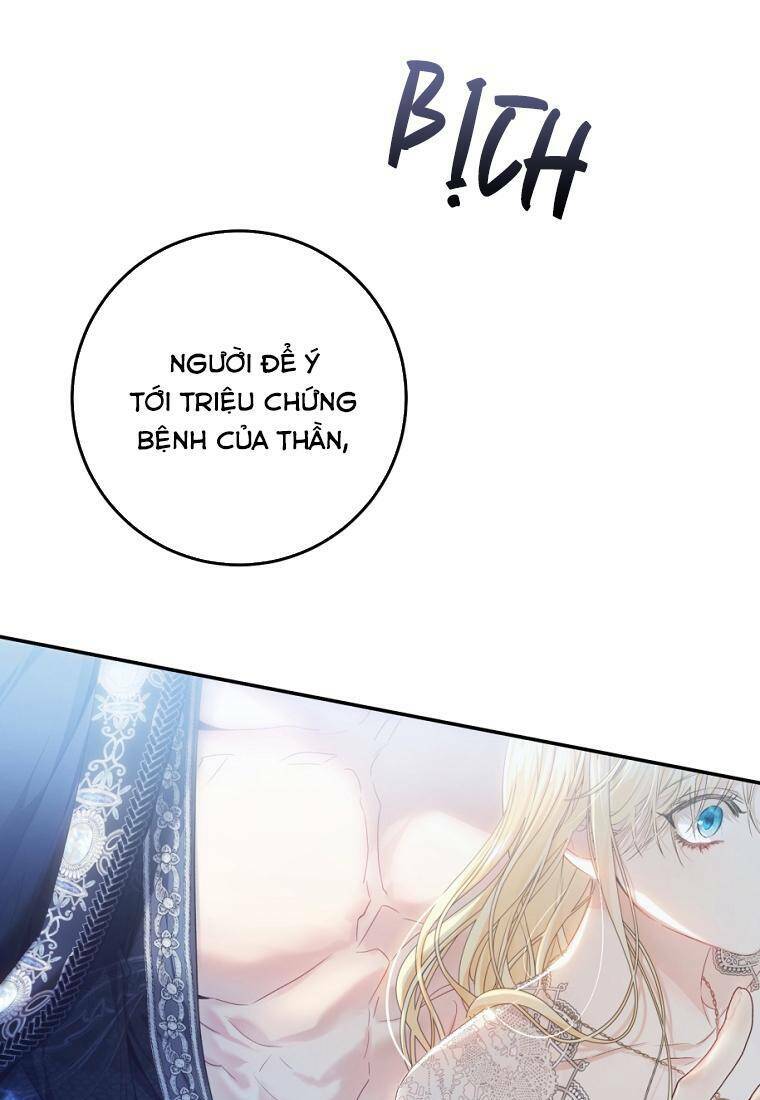 BỊCH
NGƯỜI ĐỂ Ý
TỚI TRIỆU CHỨNG
BỆNH CỦA THẦN,